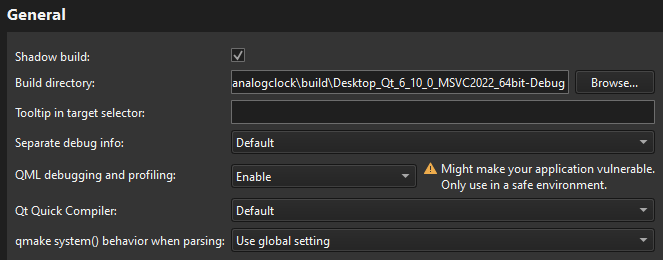 General
Shadow build:
Build directory: analogclock\build\Desktop_Qt_6_10_0_MSVC2022_64bit-Debug Browse...
Tooltip in target selector:
Separate debug info: Default
QML debugging and profiling: Enable Might make your application vulnerable.
Only use in a safe environment.
Qt Quick Compiler: Default
qmake system() behavior when parsing: Use global setting